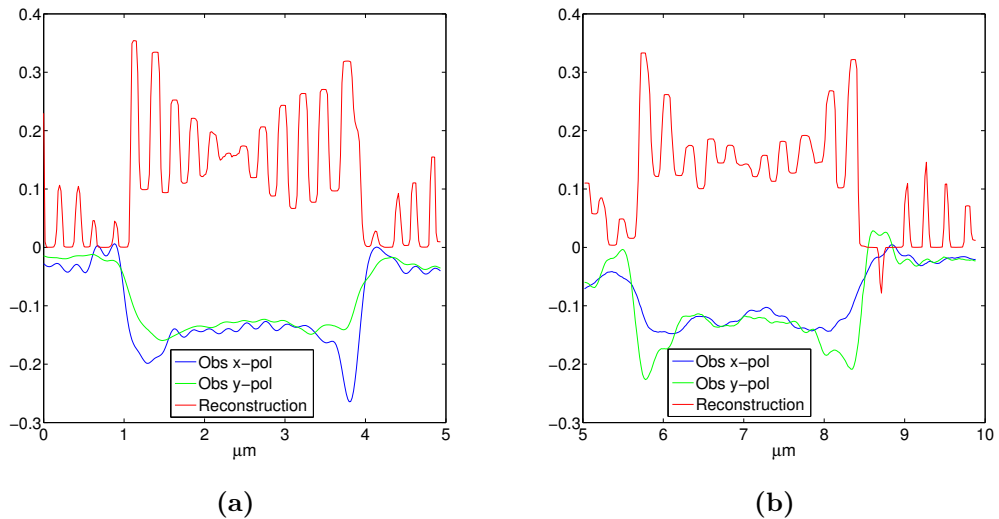 0.4
0.3
0.2
0.1
0
−0.1
−0.2
−0.3
0 1 2 3 4 5
μm
Obs x−pol
Obs y−pol
Reconstruction
(a)
0.4
0.3
0.2
0.1
0
−0.1
−0.2
−0.3
5 6 7 8 9 10
μm
Obs x−pol
Obs y−pol
Reconstruction
(b)